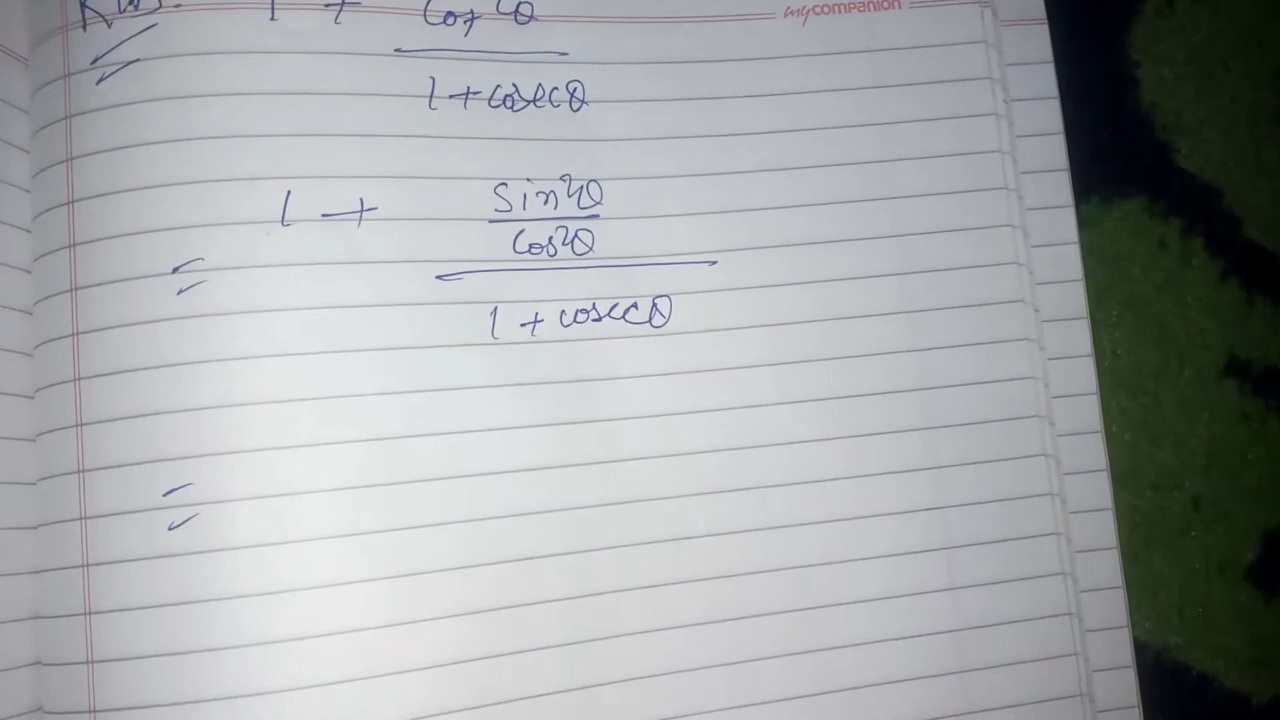 mycompanion
1 + cot²θ
1+cosecθ
1 + sin²θ
cos²θ
=
1 + cosecθ
=